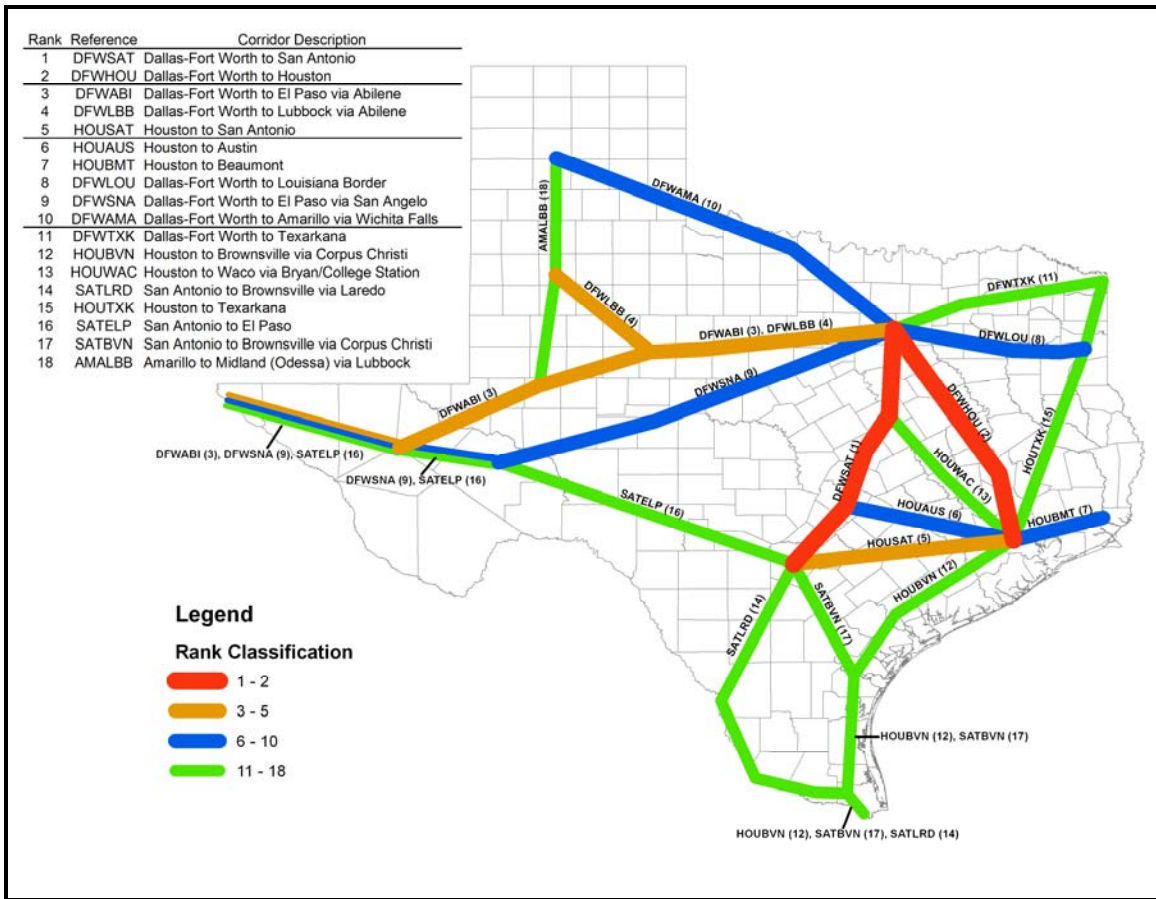 Rank Reference Corridor Description
1 DFWSAT Dallas-Fort Worth to San Antonio
2 DFWHOU Dallas-Fort Worth to Houston
3 DFWABI Dallas-Fort Worth to El Paso via Abilene
4 DFWLBB Dallas-Fort Worth to Lubbock via Abilene
5 HOUSAT Houston to San Antonio
6 HOUAUS Houston to Austin
7 HOUBMT Houston to Beaumont
8 DFWLOU Dallas-Fort Worth to Louisiana Border
9 DFWSNA Dallas-Fort Worth to El Paso via San Angelo
10 DFWAMA Dallas-Fort Worth to Amarillo via Wichita Falls
11 DFWTXK Dallas-Fort Worth to Texarkana
12 HOUBVN Houston to Brownsville via Corpus Christi
13 HOUWAC Houston to Waco via Bryan/College Station
14 SATLRD San Antonio to Brownsville via Laredo
15 HOUTXK Houston to Texarkana
16 SATELP San Antonio to El Paso
17 SATBVN San Antonio to Brownsville via Corpus Christi
18 AMALBB Amarillo to Midland (Odessa) via Lubbock
DFWAMA (10)
AMALBB (18)
DFWLBB (4)
DFWTXK (11)
DFWABI (3), DFWLBB (4)
DFWLOU (8)
DFWSNA (9)
DFWABI (3)
DFWHOU (2)
HOUTXK (15)
DFWABI (3), DFWSNA (9), SATELP (16)
DFWSNA (9), SATELP (16)
DFWSAT (1)
HOUWAC (13)
SATELP (16)
HOUAUS (6)
HOUBMT (7)
HOUSAT (5)
HOUBVN (12)
SATLRD (14)
SATBVN (17)
HOUBVN (12), SATBVN (17)
HOUBVN (12), SATBVN (17), SATLRD (14)
Legend
Rank Classification
1 - 2
3 - 5
6 - 10
11 - 18